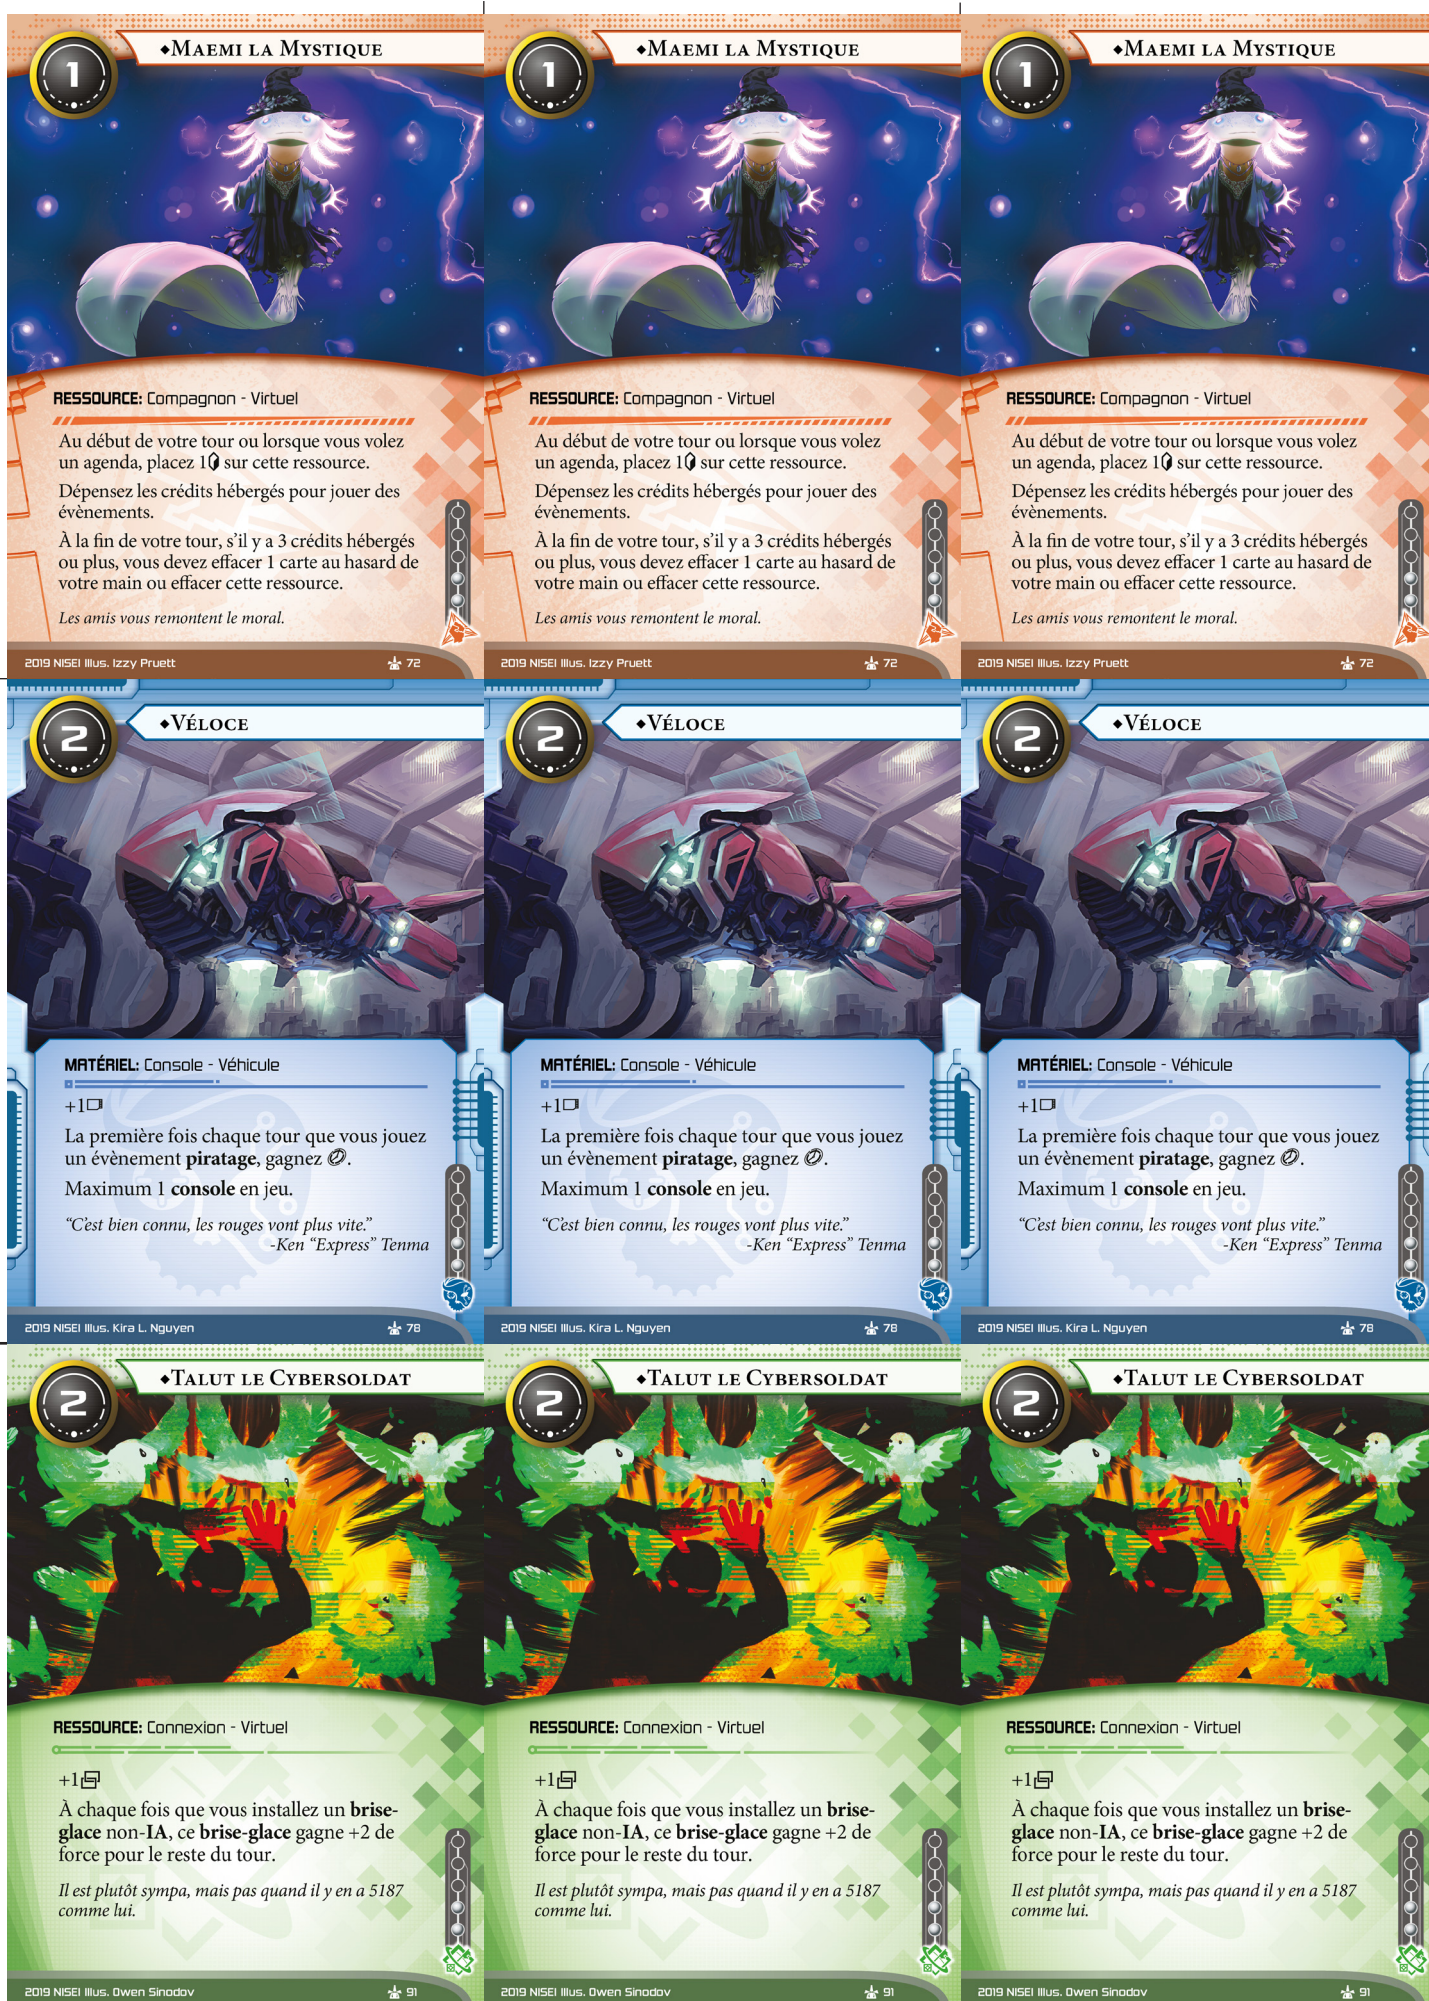 1
◆Maemi la Mystique
RESSOURCE: Compagnon - Virtuel
Au début de votre tour ou lorsque vous volez
un agenda, placez 1 sur cette ressource.
Dépensez les crédits hébergés pour jouer des
évènements.
À la fin de votre tour, s'il y a 3 crédits hébergés
ou plus, vous devez effacer 1 carte au hasard de
votre main ou effacer cette ressource.
Les amis vous remontent le moral.
2019 NISEI Illus. Izzy Pruett
72
1
◆Maemi la Mystique
RESSOURCE: Compagnon - Virtuel
Au début de votre tour ou lorsque vous volez
un agenda, placez 1 sur cette ressource.
Dépensez les crédits hébergés pour jouer des
évènements.
À la fin de votre tour, s'il y a 3 crédits hébergés
ou plus, vous devez effacer 1 carte au hasard de
votre main ou effacer cette ressource.
Les amis vous remontent le moral.
2019 NISEI Illus. Izzy Pruett
72
1
◆Maemi la Mystique
RESSOURCE: Compagnon - Virtuel
Au début de votre tour ou lorsque vous volez
un agenda, placez 1 sur cette ressource.
Dépensez les crédits hébergés pour jouer des
évènements.
À la fin de votre tour, s'il y a 3 crédits hébergés
ou plus, vous devez effacer 1 carte au hasard de
votre main ou effacer cette ressource.
Les amis vous remontent le moral.
2019 NISEI Illus. Izzy Pruett
72
2
◆Véloce
MATÉRIEL: Console - Véhicule
+1
La première fois chaque tour que vous jouez
un évènement piratage, gagnez .
Maximum 1 console en jeu.
“C'est bien connu, les rouges vont plus vite.”
-Ken “Express” Tenma
2019 NISEI Illus. Kira L. Nguyen
78
2
◆Véloce
MATÉRIEL: Console - Véhicule
+1
La première fois chaque tour que vous jouez
un évènement piratage, gagnez .
Maximum 1 console en jeu.
“C'est bien connu, les rouges vont plus vite.”
-Ken “Express” Tenma
2019 NISEI Illus. Kira L. Nguyen
78
2
◆Véloce
MATÉRIEL: Console - Véhicule
+1
La première fois chaque tour que vous jouez
un évènement piratage, gagnez .
Maximum 1 console en jeu.
“C'est bien connu, les rouges vont plus vite.”
-Ken “Express” Tenma
2019 NISEI Illus. Kira L. Nguyen
78
2
◆Talut le Cybersoldat
RESSOURCE: Connexion - Virtuel
+1
À chaque fois que vous installez un brise-
glace non-IA, ce brise-glace gagne +2 de
force pour le reste du tour.
Il est plutôt sympa, mais pas quand il y en a 5187
comme lui.
2019 NISEI Illus. Owen Sinodov
91
2
◆Talut le Cybersoldat
RESSOURCE: Connexion - Virtuel
+1
À chaque fois que vous installez un brise-
glace non-IA, ce brise-glace gagne +2 de
force pour le reste du tour.
Il est plutôt sympa, mais pas quand il y en a 5187
comme lui.
2019 NISEI Illus. Owen Sinodov
91
2
◆Talut le Cybersoldat
RESSOURCE: Connexion - Virtuel
+1
À chaque fois que vous installez un brise-
glace non-IA, ce brise-glace gagne +2 de
force pour le reste du tour.
Il est plutôt sympa, mais pas quand il y en a 5187
comme lui.
2019 NISEI Illus. Owen Sinodov
91